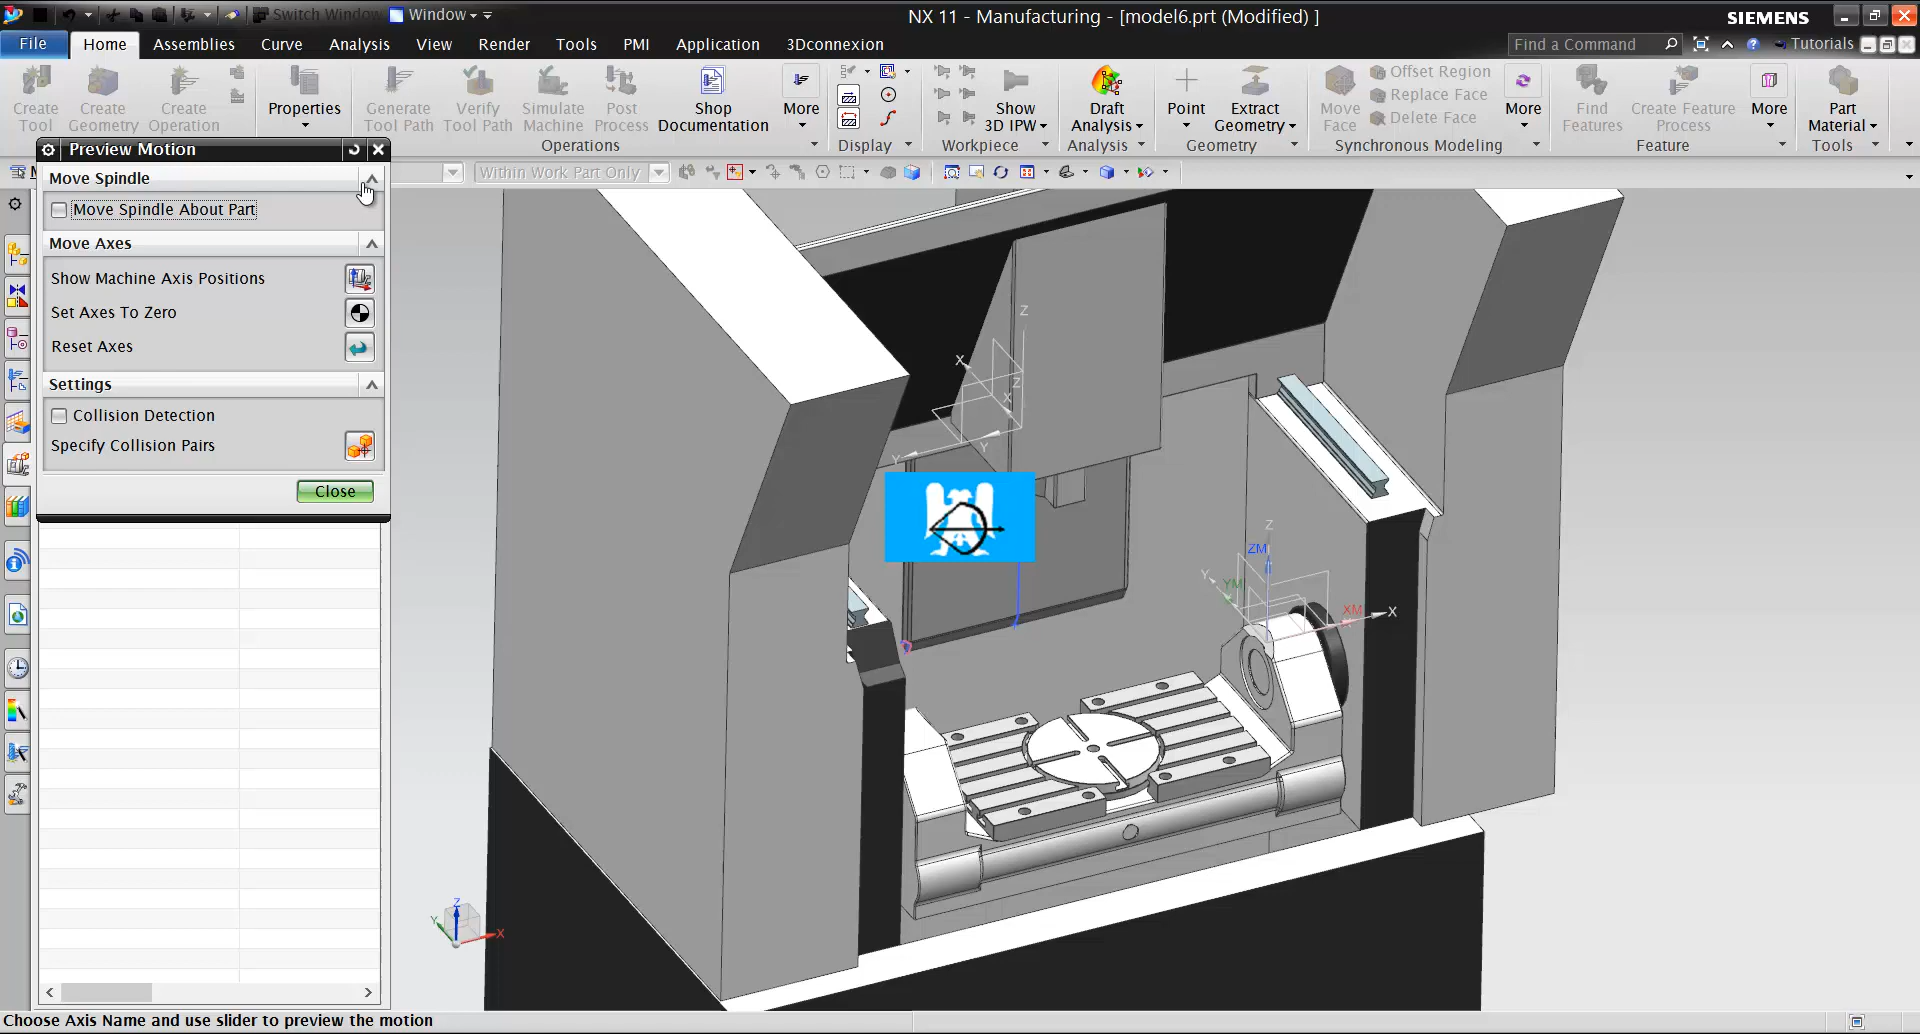 Switch Window
Window
NX 11 - Manufacturing - [model6.prt (Modified) ]
SIEMENS
File
Home
Assemblies
Curve
Analysis
View
Render
Tools
PMI
Application
3Dconnexion
Find a Command
Tutorials
Create Tool
Create Geometry
Create Operation
Properties
Generate Tool Path
Verify Tool Path
Simulate Machine
Post Process
Shop Documentation
More
Show 3D IPW
Draft Analysis
Point
Extract Geometry
Move Face
Offset Region
Replace Face
Delete Face
More
Find Features
Create Feature Process
More
Part Material
Operations
Display
Workpiece
Analysis
Geometry
Synchronous Modeling
Feature
Tools
Within Work Part Only
Preview Motion
Move Spindle
Move Spindle About Part
Move Axes
Show Machine Axis Positions
Set Axes To Zero
Reset Axes
Settings
Collision Detection
Specify Collision Pairs
Close
Z
X
Z
X
Y
Y
Z
ZM
Y
YM
XM
X
Z
Y
X
Choose Axis Name and use slider to preview the motion